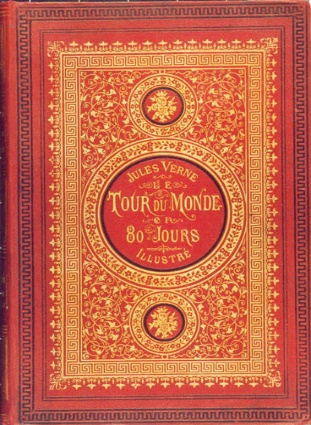 JULES VERNE
LE
TOUR DU MONDE
EN
80 JOURS
ILLUSTRÉ